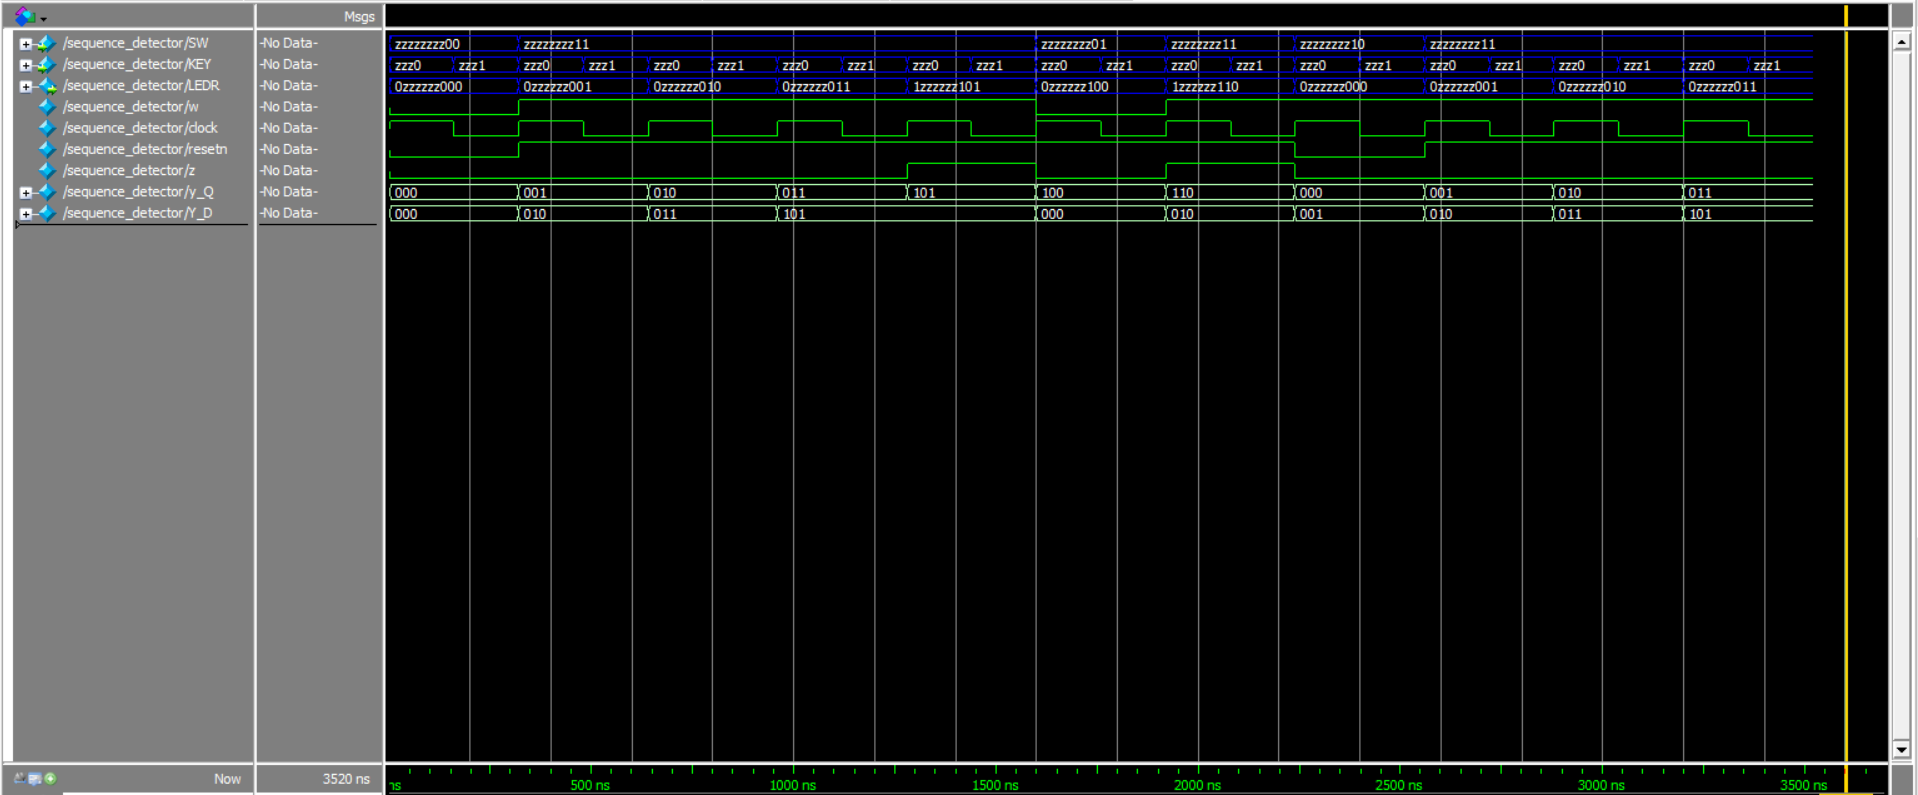 Msgs
/sequence_detector/SW -No Data- zzzzzzzz00 zzzzzzzz11 zzzzzzzz01 zzzzzzzz11 zzzzzzzz10 zzzzzzzz11
/sequence_detector/KEY -No Data- zzz0 zzz1 zzz0 zzz1 zzz0 zzz1 zzz0 zzz1 zzz0 zzz1 zzz0 zzz1 zzz0 zzz1 zzz0 zzz1 zzz0 zzz1 zzz0 zzz1 zzz0 zzz1
/sequence_detector/LEDR -No Data- 0zzzzzz000 0zzzzzz001 0zzzzzz010 0zzzzzz011 1zzzzzz101 0zzzzzz100 1zzzzzz110 0zzzzzz000 0zzzzzz001 0zzzzzz010 0zzzzzz011
/sequence_detector/w -No Data-
/sequence_detector/clock -No Data-
/sequence_detector/resetn -No Data-
/sequence_detector/z -No Data-
/sequence_detector/y_Q -No Data- 000 001 010 011 101 100 110 000 001 010 011
/sequence_detector/Y_D -No Data- 000 010 011 101 000 010 001 010 011 101
Now 3520 ns ns 500 ns 1000 ns 1500 ns 2000 ns 2500 ns 3000 ns 3500 ns